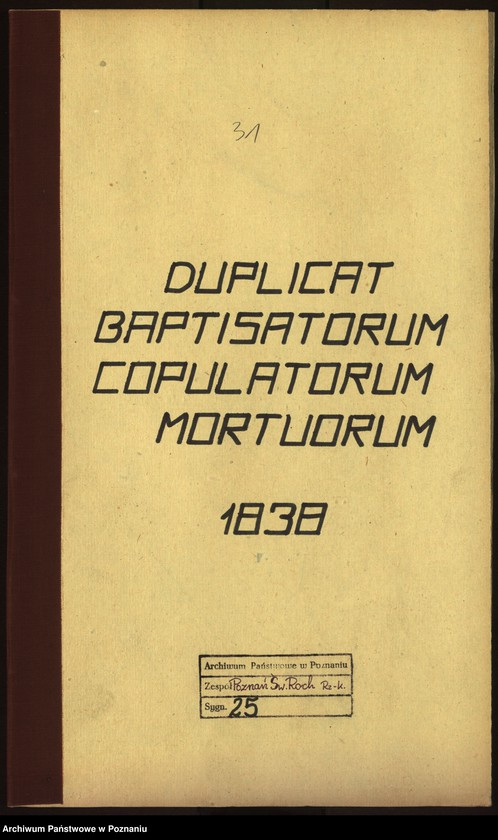 31
DUPLICAT
BAPTISATORUM
COPULATORUM
MORTUORUM
1838
Archiwum Państwowe w Poznaniu
Zespół Poznań Św. Roch Rz-k.
Sygn. 25
Archiwum Państwowe w Poznaniu